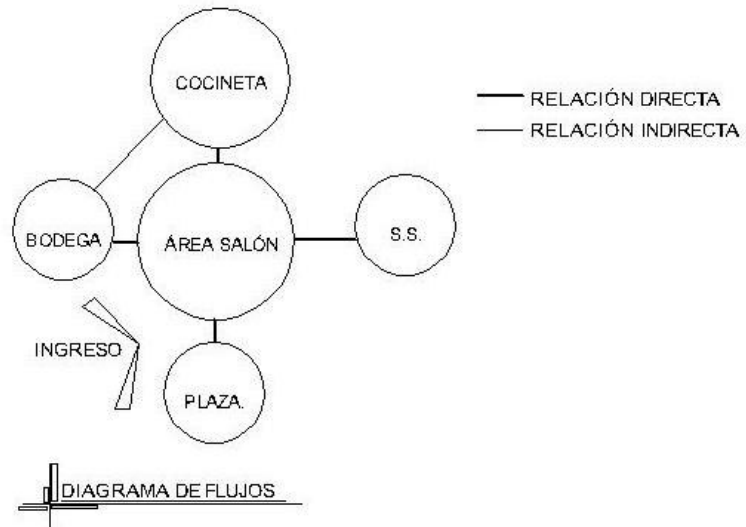 COCINETA
RELACIÓN DIRECTA
RELACIÓN INDIRECTA
BODEGA
ÁREA SALÓN
S.S.
INGRESO
PLAZA.
DIAGRAMA DE FLUJOS